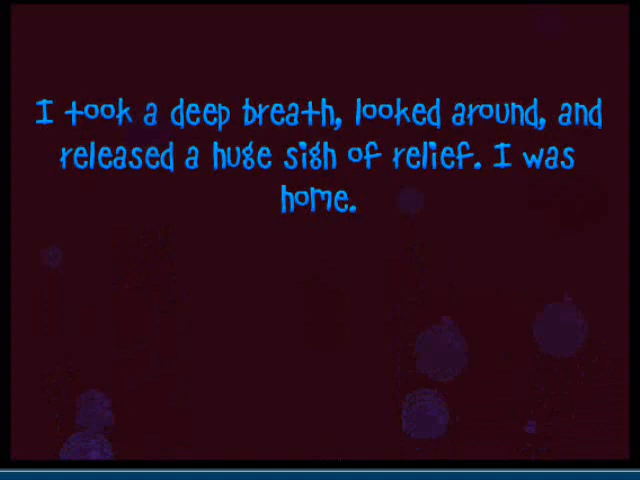 I took a deep breath, looked around, and
released a huge sigh of relief. I was
home.